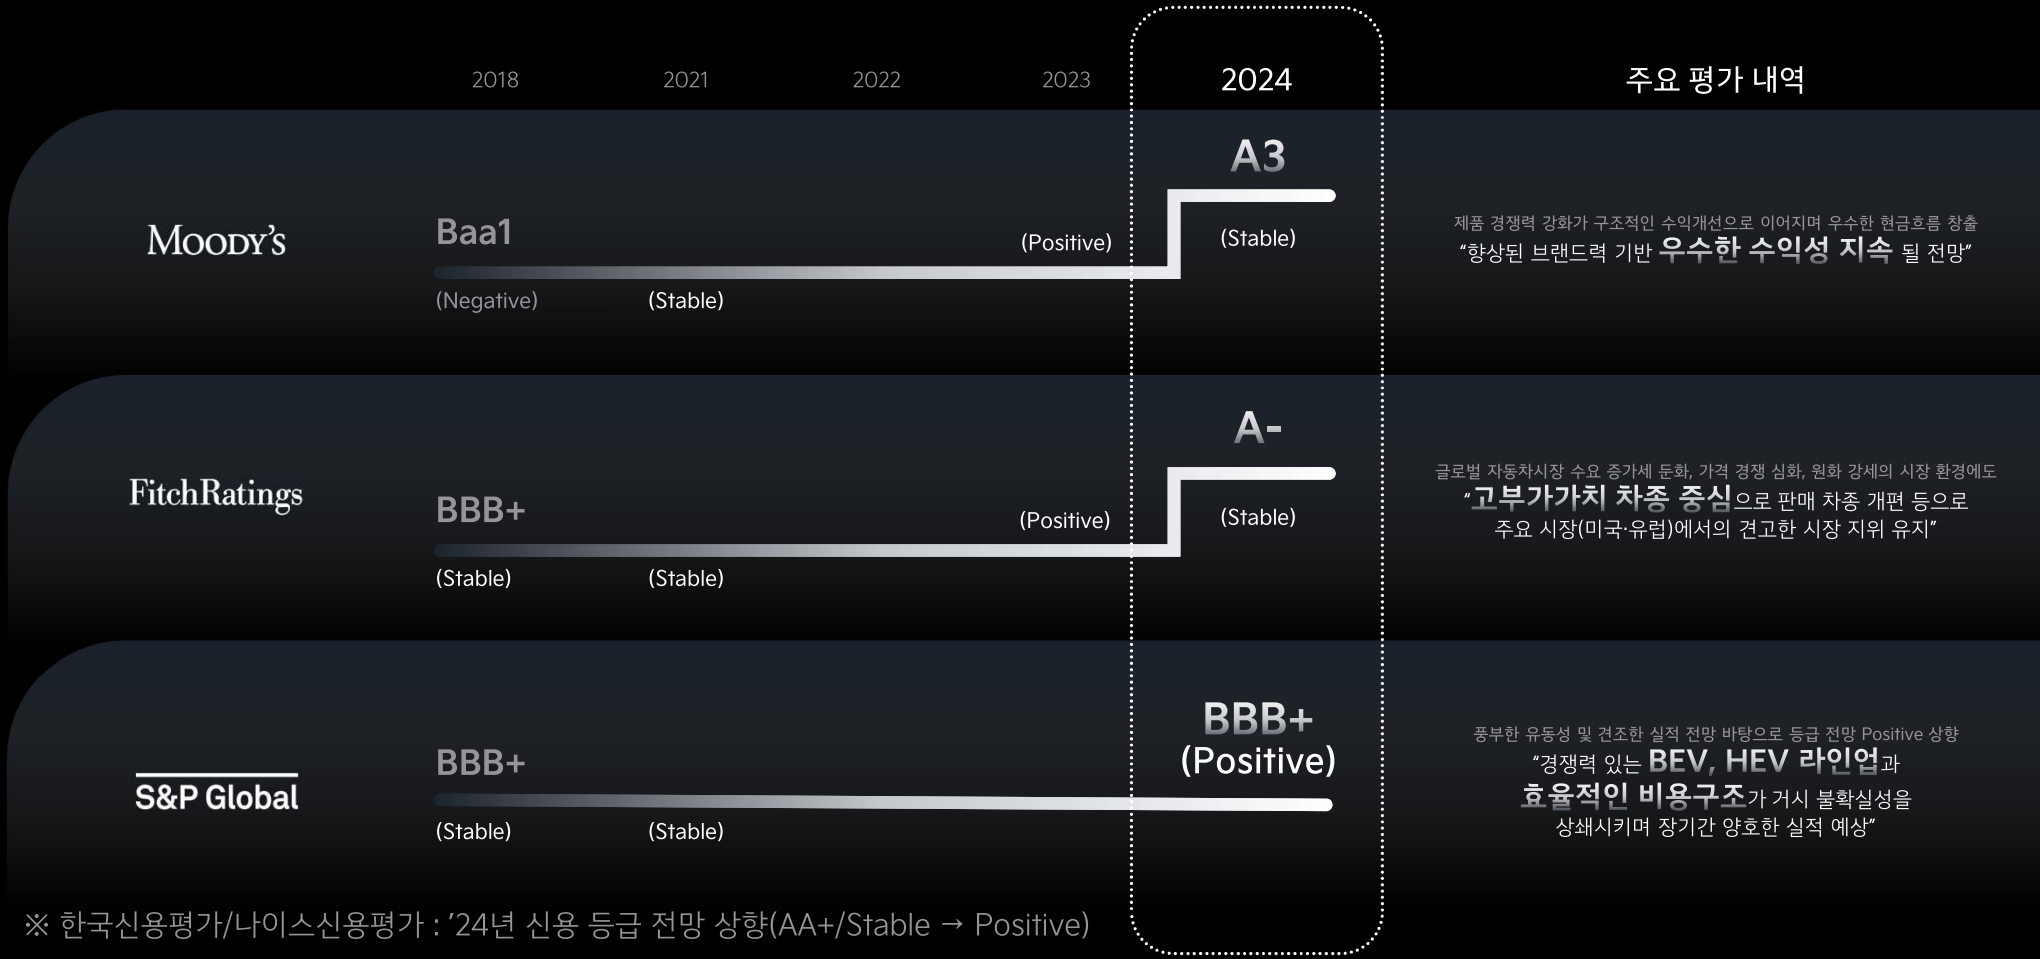 2018 2021 2022 2023 2024 주요 평가 내역
MOODY'S
Baa1
(Negative)
(Stable)
(Positive)
A3
(Stable)
제품 경쟁력 강화가 구조적인 수익개선으로 이어지며 우수한 현금흐름 창출
“향상된 브랜드력 기반 우수한 수익성 지속 될 전망”
FitchRatings
BBB+
(Stable)
(Stable)
(Positive)
A-
(Stable)
글로벌 자동차시장 수요 증가세 둔화, 가격 경쟁 심화, 원화 강세의 시장 환경에도
“고부가가치 차종 중심으로 판매 차종 개편 등으로
주요 시장(미국·유럽)에서의 견고한 시장 지위 유지”
S&P Global
BBB+
(Stable)
(Stable)
BBB+
(Positive)
풍부한 유동성 및 견조한 실적 전망 바탕으로 등급 전망 Positive 상향
“경쟁력 있는 BEV, HEV 라인업과
효율적인 비용구조가 거시 불확실성을
상쇄시키며 장기간 양호한 실적 예상”
※ 한국신용평가/나이스신용평가 : ’24년 신용 등급 전망 상향(AA+/Stable → Positive)